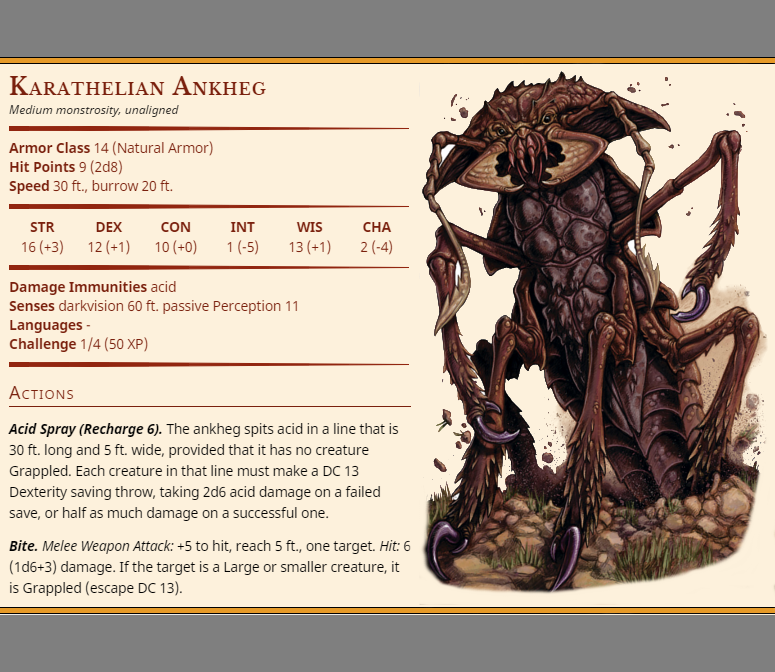 Karathelian Ankheg
Medium monstrosity, unaligned
Armor Class 14 (Natural Armor)
Hit Points 9 (2d8)
Speed 30 ft., burrow 20 ft.
STR DEX CON INT WIS CHA
16 (+3) 12 (+1) 10 (+0) 1 (-5) 13 (+1) 2 (-4)
Damage Immunities acid
Senses darkvision 60 ft. passive Perception 11
Languages -
Challenge 1/4 (50 XP)
Actions
Acid Spray (Recharge 6). The ankheg spits acid in a line that is
30 ft. long and 5 ft. wide, provided that it has no creature
Grappled. Each creature in that line must make a DC 13
Dexterity saving throw, taking 2d6 acid damage on a failed
save, or half as much damage on a successful one.
Bite. Melee Weapon Attack: +5 to hit, reach 5 ft., one target. Hit: 6
(1d6+3) damage. If the target is a Large or smaller creature, it
is Grappled (escape DC 13).